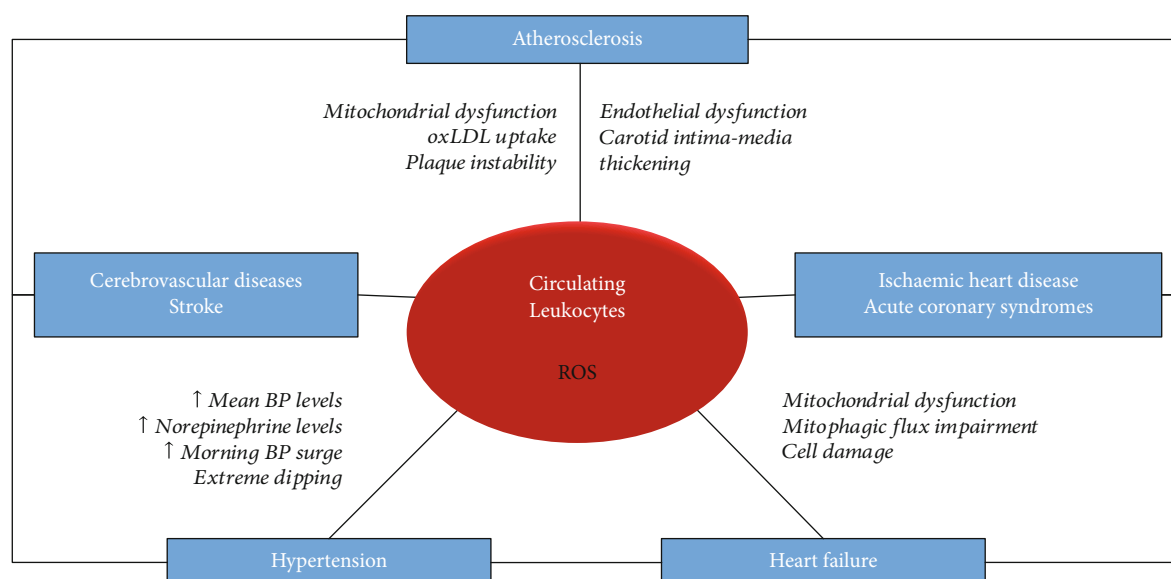 Atherosclerosis
Mitochondrial dysfunction
oxLDL uptake
Plaque instability
Endothelial dysfunction
Carotid intima-media
thickening
Cerebrovascular diseases
Stroke
Circulating
Leukocytes
ROS
Ischaemic heart disease
Acute coronary syndromes
↑ Mean BP levels
↑ Norepinephrine levels
↑ Morning BP surge
Extreme dipping
Mitochondrial dysfunction
Mitophagic flux impairment
Cell damage
Hypertension
Heart failure